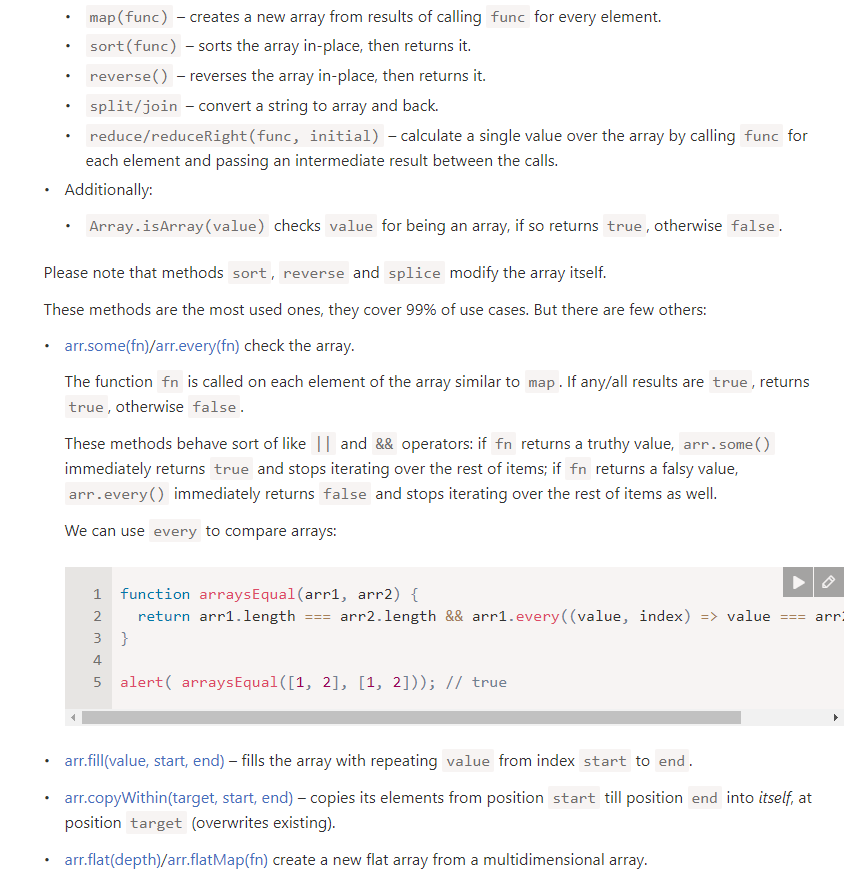 • map(func) – creates a new array from results of calling func for every element.
• sort(func) – sorts the array in-place, then returns it.
• reverse() – reverses the array in-place, then returns it.
• split/join – convert a string to array and back.
• reduce/reduceRight(func, initial) – calculate a single value over the array by calling func for
each element and passing an intermediate result between the calls.
• Additionally:
• Array.isArray(value) checks value for being an array, if so returns true, otherwise false.
Please note that methods sort, reverse and splice modify the array itself.
These methods are the most used ones, they cover 99% of use cases. But there are few others:
• arr.some(fn)/arr.every(fn) check the array.
The function fn is called on each element of the array similar to map. If any/all results are true, returns
true, otherwise false.
These methods behave sort of like || and && operators: if fn returns a truthy value, arr.some()
immediately returns true and stops iterating over the rest of items; if fn returns a falsy value,
arr.every() immediately returns false and stops iterating over the rest of items as well.
We can use every to compare arrays:
1 function arraysEqual(arr1, arr2) {
2 return arr1.length === arr2.length && arr1.every((value, index) => value === arr
3 }
4
5 alert( arraysEqual([1, 2], [1, 2])); // true
• arr.fill(value, start, end) – fills the array with repeating value from index start to end.
• arr.copyWithin(target, start, end) – copies its elements from position start till position end into itself, at
position target (overwrites existing).
• arr.flat(depth)/arr.flatMap(fn) create a new flat array from a multidimensional array.